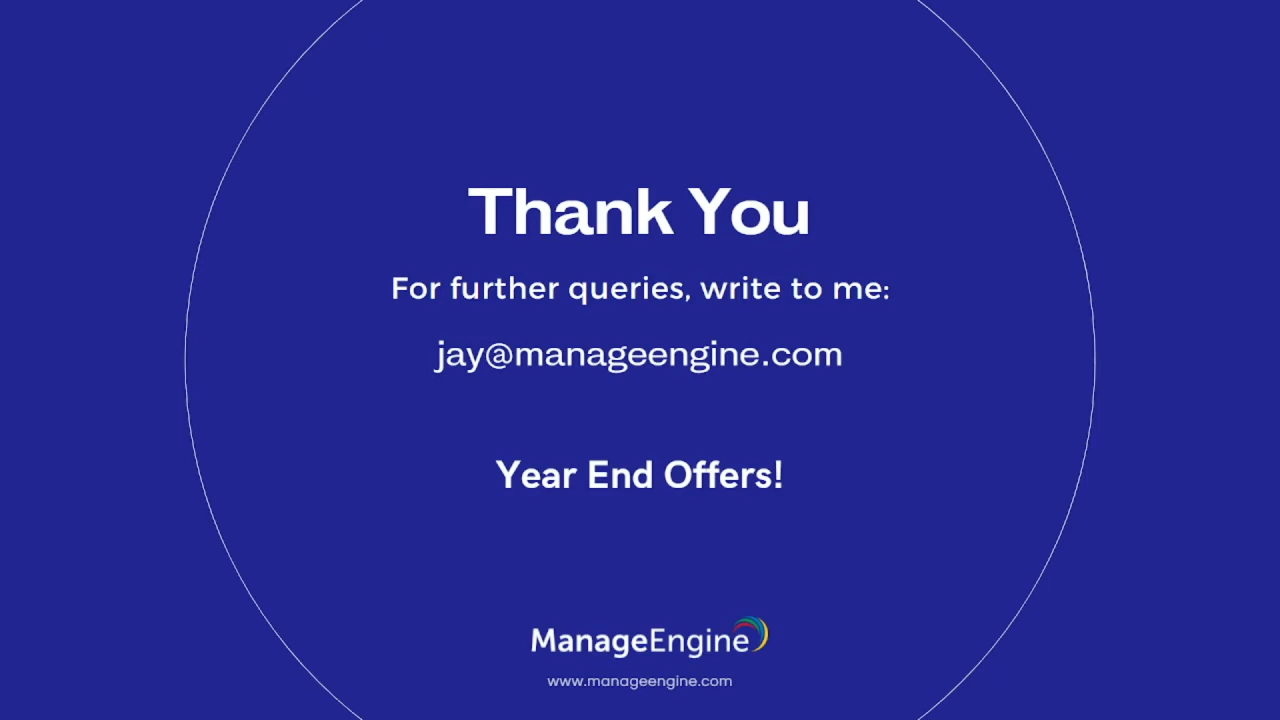 Thank You
For further queries, write to me:
jay@manageengine.com
Year End Offers!
ManageEngine
www.manageengine.com